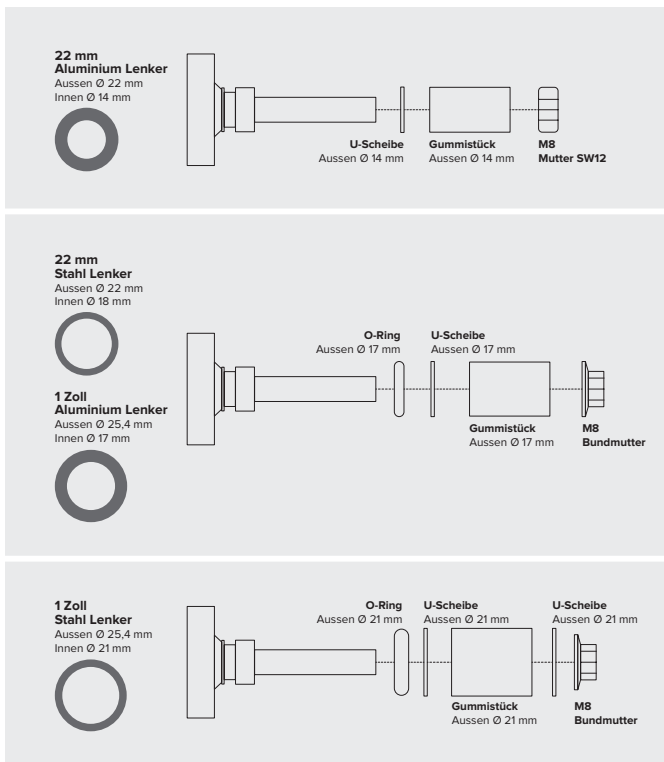 22 mm
Aluminium Lenker
Aussen Ø 22 mm
Innen Ø 14 mm
U-Scheibe
Aussen Ø 14 mm
Gummistück
Aussen Ø 14 mm
M8
Mutter SW12
22 mm
Stahl Lenker
Aussen Ø 22 mm
Innen Ø 18 mm
1 Zoll
Aluminium Lenker
Aussen Ø 25,4 mm
Innen Ø 17 mm
O-Ring
Aussen Ø 17 mm
U-Scheibe
Aussen Ø 17 mm
Gummistück
Aussen Ø 17 mm
M8
Bundmutter
1 Zoll
Stahl Lenker
Aussen Ø 25,4 mm
Innen Ø 21 mm
O-Ring
Aussen Ø 21 mm
U-Scheibe
Aussen Ø 21 mm
U-Scheibe
Aussen Ø 21 mm
Gummistück
Aussen Ø 21 mm
M8
Bundmutter